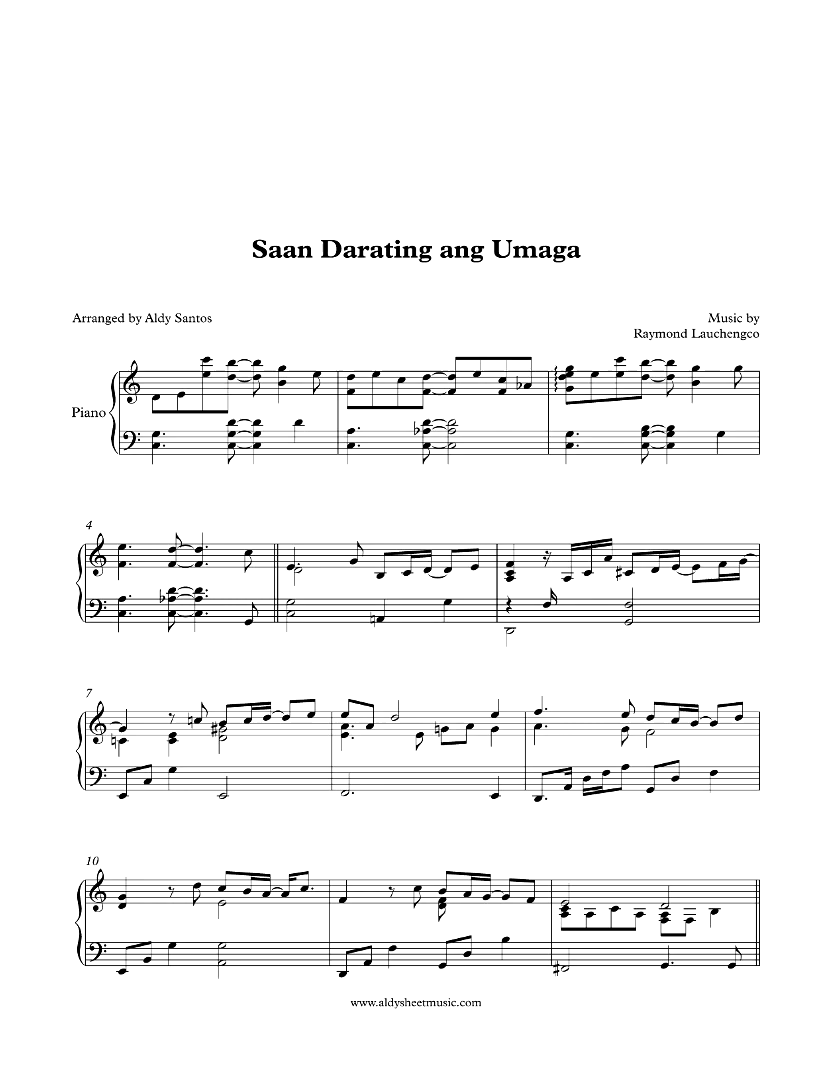 Saan Darating ang Umaga
Arranged by Aldy Santos
Music by
Raymond Lauchengco
Piano
4
7
10
www.aldysheetmusic.com